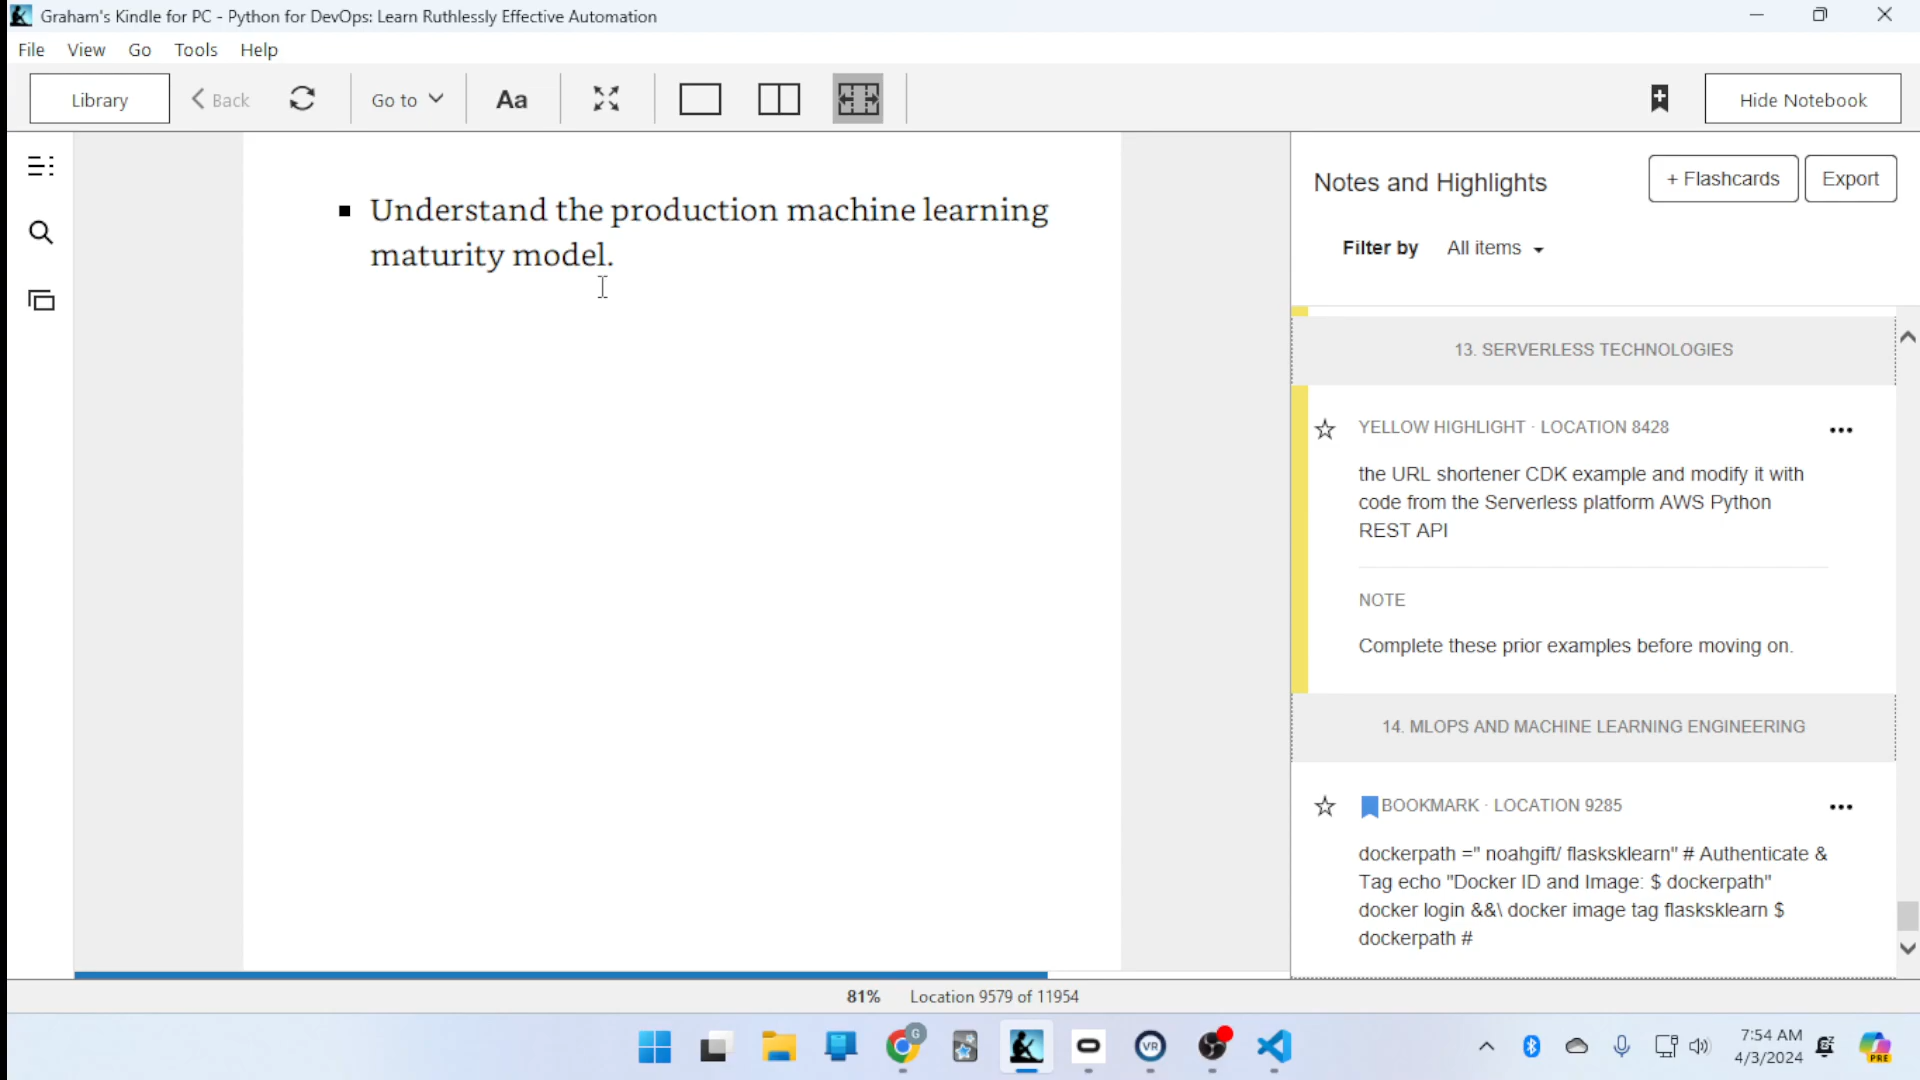 Graham's Kindle for PC - Python for DevOps: Learn Ruthlessly Effective Automation
File View Go Tools Help
Library Back Go to Aa Hide Notebook
▪ Understand the production machine learning
maturity model.
Notes and Highlights + Flashcards Export
Filter by All items
13. SERVERLESS TECHNOLOGIES
YELLOW HIGHLIGHT · LOCATION 8428
the URL shortener CDK example and modify it with
code from the Serverless platform AWS Python
REST API
NOTE
Complete these prior examples before moving on.
14. MLOPS AND MACHINE LEARNING ENGINEERING
BOOKMARK · LOCATION 9285
dockerpath =" noahgift/ flasksklearn" # Authenticate &
Tag echo "Docker ID and Image: $ dockerpath"
docker login &&\ docker image tag flasksklearn $
dockerpath #
81% Location 9579 of 11954
G
VR
7:54 AM
4/3/2024
PRE